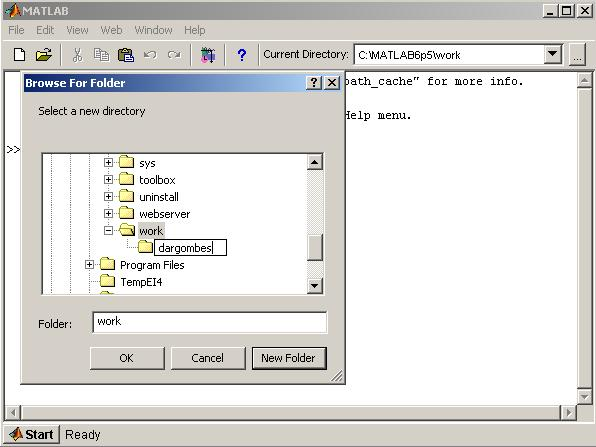 MATLAB
File Edit View Web Window Help
? Current Directory: C:\MATLAB6p5\work ...
Browse For Folder ?
path_cache" for more info.
Select a new directory
Help menu.
>>
sys
toolbox
uninstall
webserver
work
dargombes
Program Files
TempEI4
Folder: work
OK Cancel New Folder
Start Ready